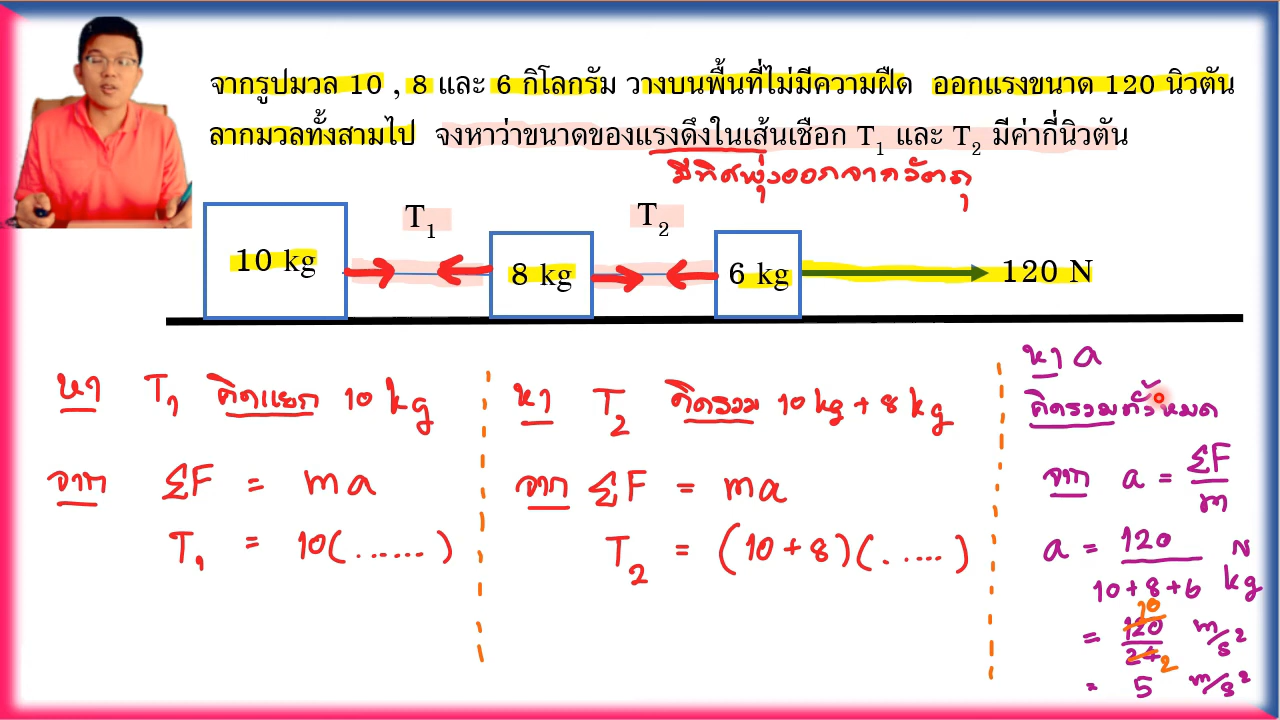 จากรูปมวล 10 , 8 และ 6 กิโลกรัม วางบนพื้นที่ไม่มีความฝืด ออกแรงขนาด 120 นิวตัน
ลากมวลทั้งสามไป จงหาว่าขนาดของแรงดึงในเส้นเชือก T₁ และ T₂ มีค่ากี่นิวตัน
มีทิศพุ่งออกจากวัตถุ
T₁
T₂
10 kg
8 kg
6 kg
120 N
หา T₁ คิดแยก 10 kg
จาก ΣF = ma
T₁ = 10(......)
หา T₂ คิดรวม 10 kg + 8 kg
จาก ΣF = ma
T₂ = (10+8)(.....)
หา a
คิดรวมทั้งหมด
จาก a = ΣF/m
a = 120/10+8+6 N/kg
= 120/24 m/s²
10
2
= 5 m/s²